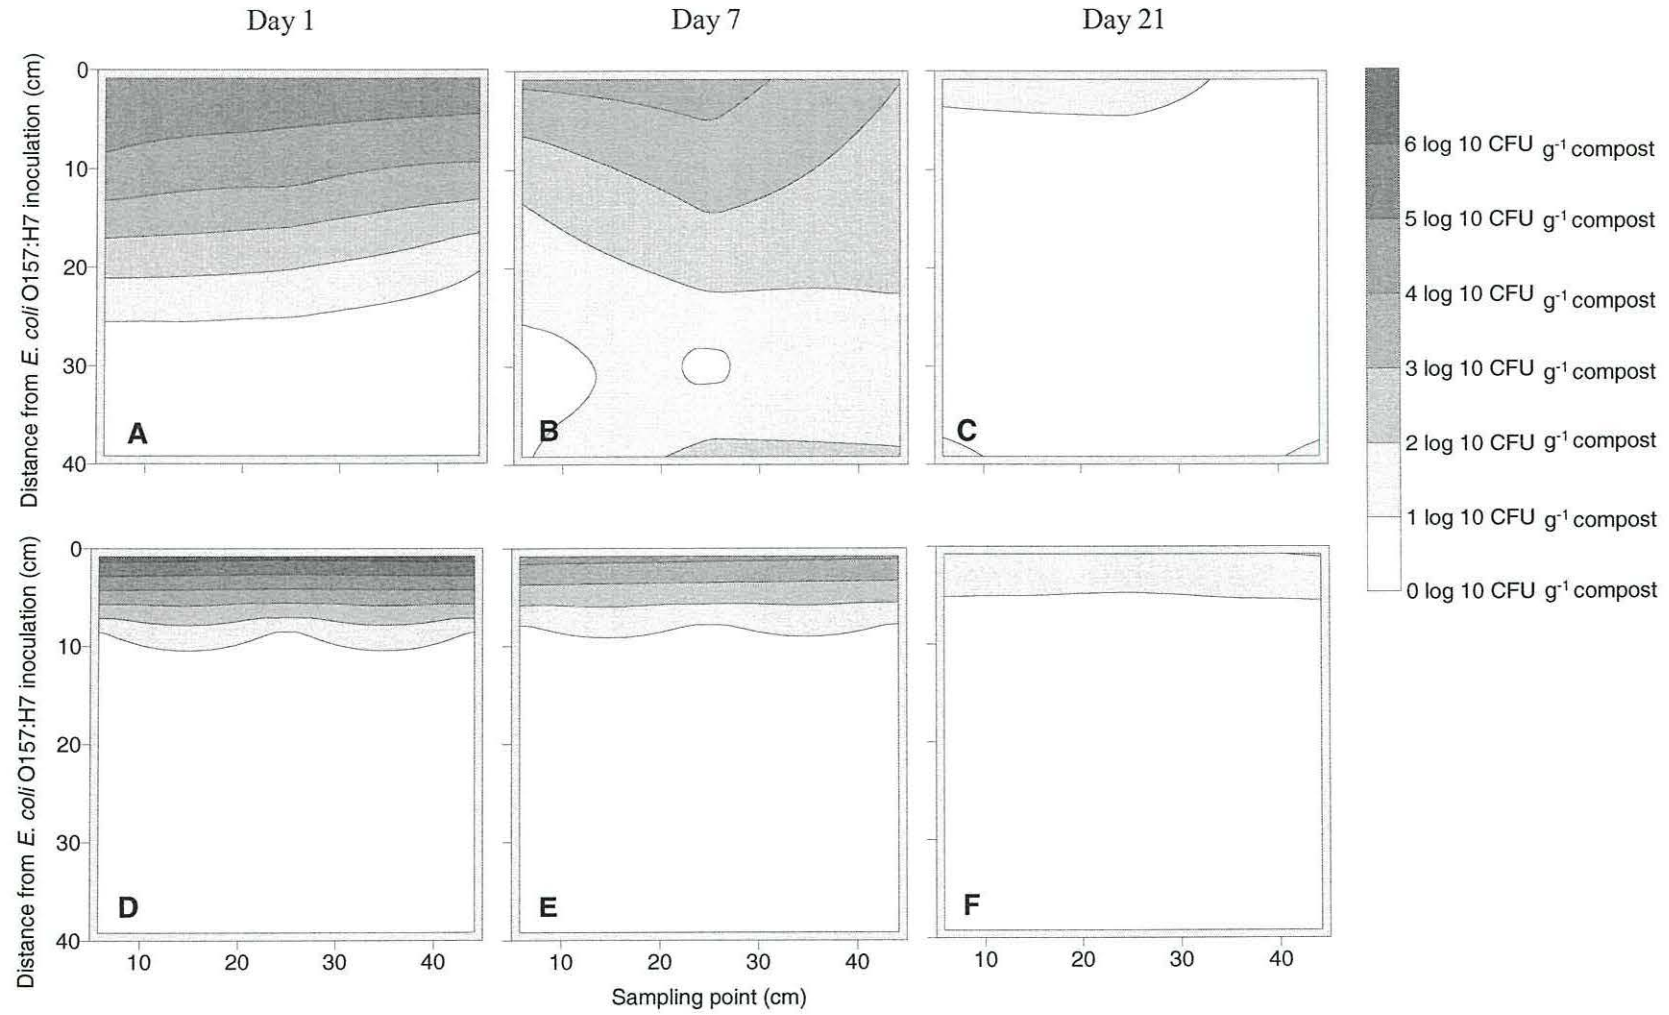 Day 1
Day 7
Day 21
Distance from E. coli O157:H7 inoculation (cm)
0
10
20
30
40
A
B
C
6 log 10 CFU g-1 compost
5 log 10 CFU g-1 compost
4 log 10 CFU g-1 compost
3 log 10 CFU g-1 compost
2 log 10 CFU g-1 compost
1 log 10 CFU g-1 compost
0 log 10 CFU g-1 compost
Distance from E. coli O157:H7 inoculation (cm)
0
10
20
30
40
D
E
F
10 20 30 40
10 20 30 40
10 20 30 40
Sampling point (cm)